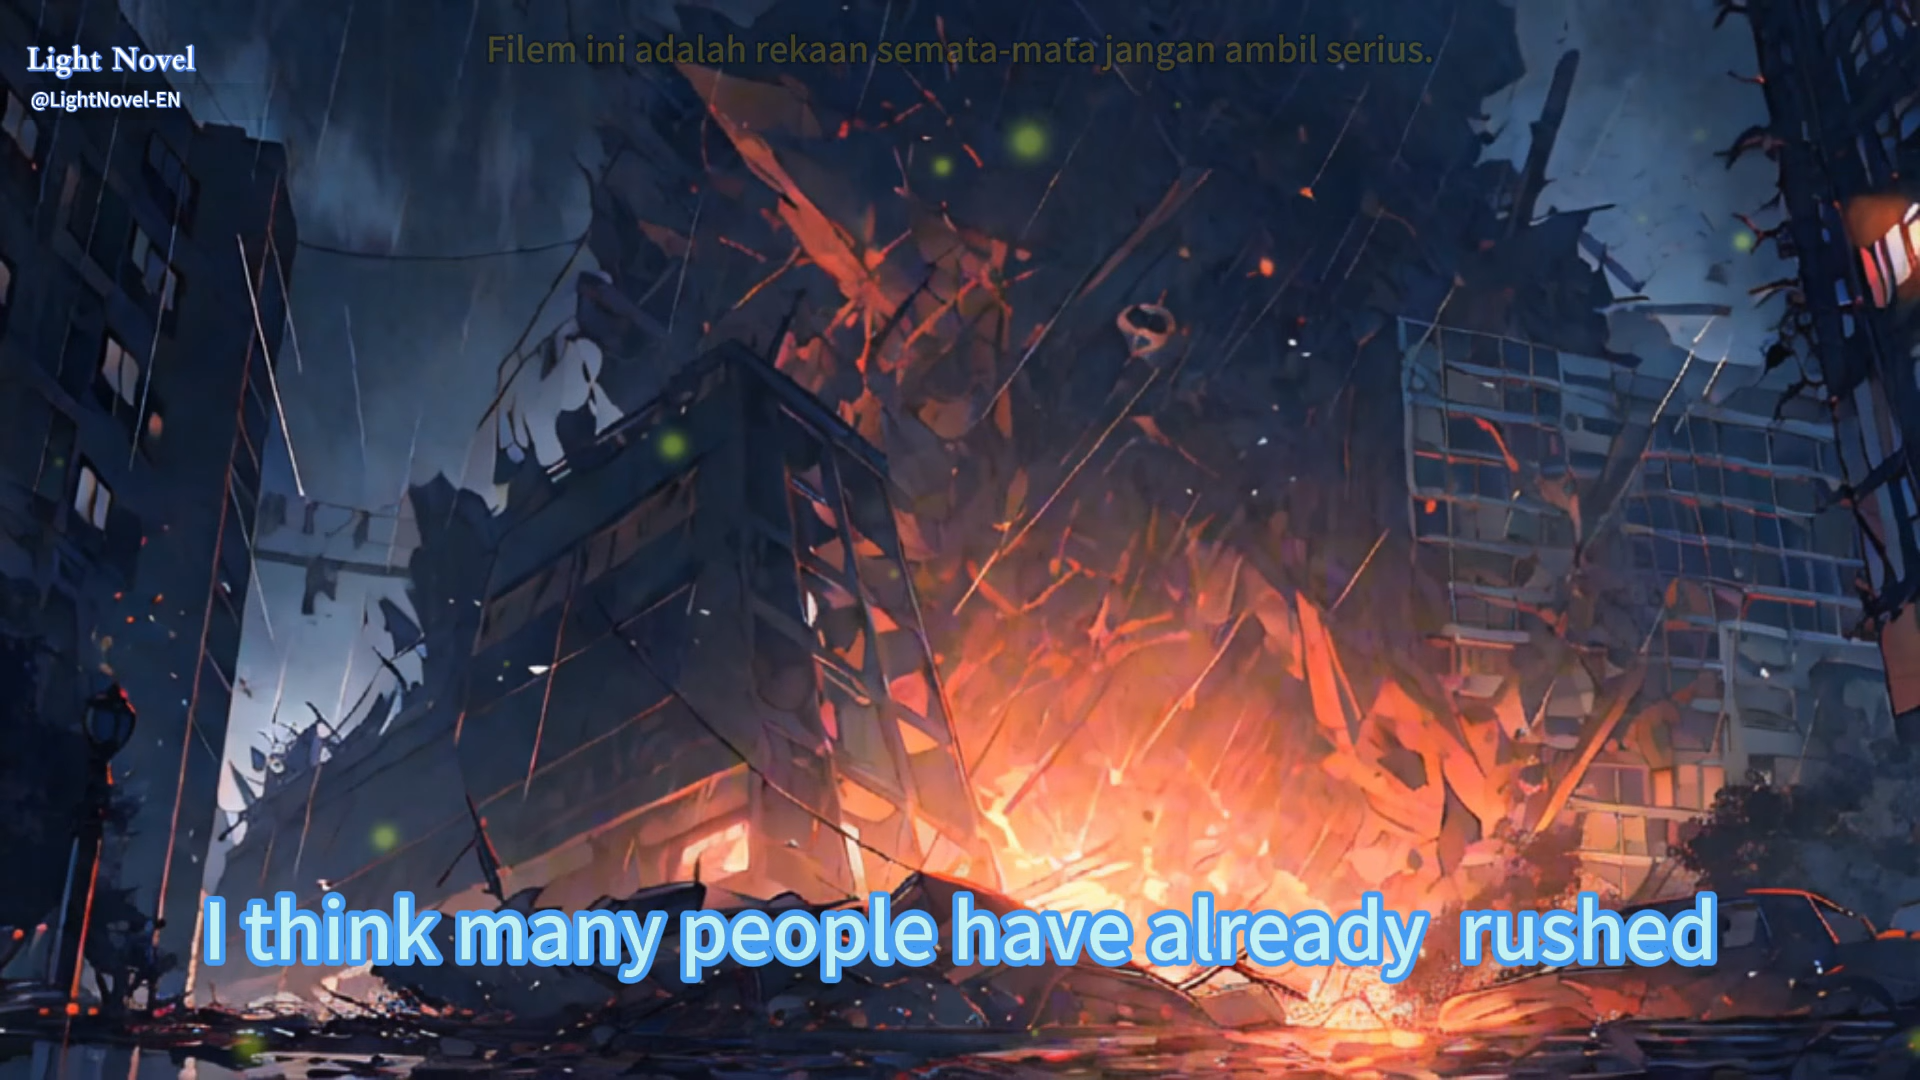 Light Novel
@LightNovel-EN
Filem ini adalah rekaan semata-mata jangan ambil serius.
I think many people have already rushed